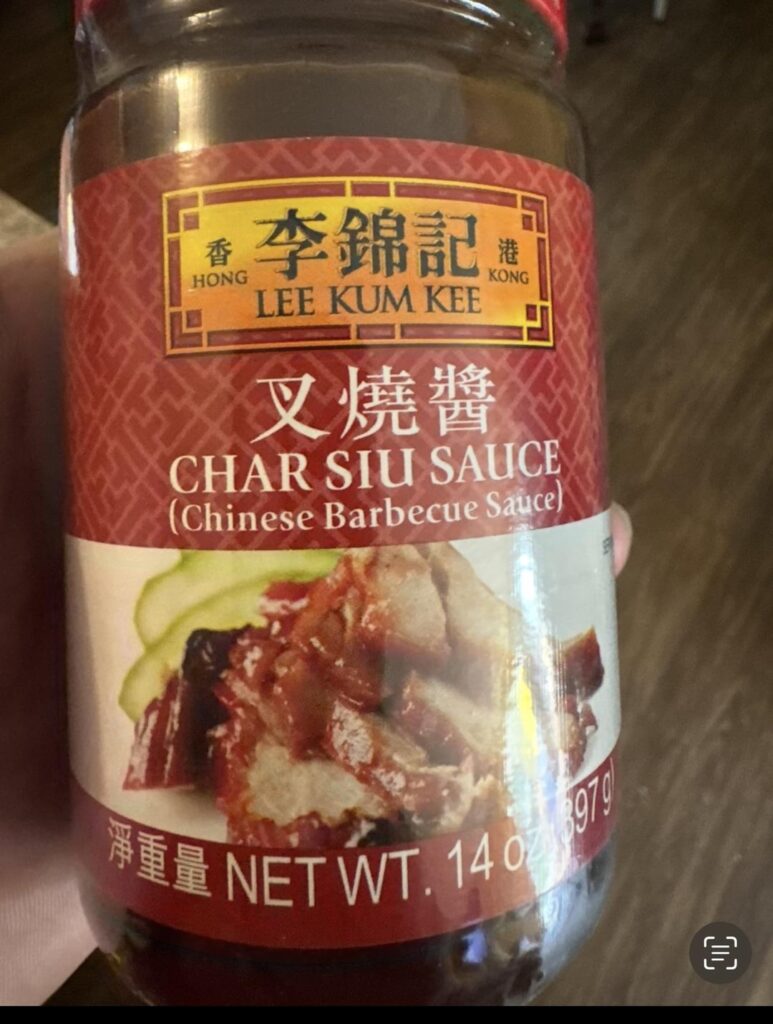 香 李錦記 港
HONG LEE KUM KEE KONG
叉燒醬
CHAR SIU SAUCE
(Chinese Barbecue Sauce)
淨重量 NET WT. 14 oz (397 g)